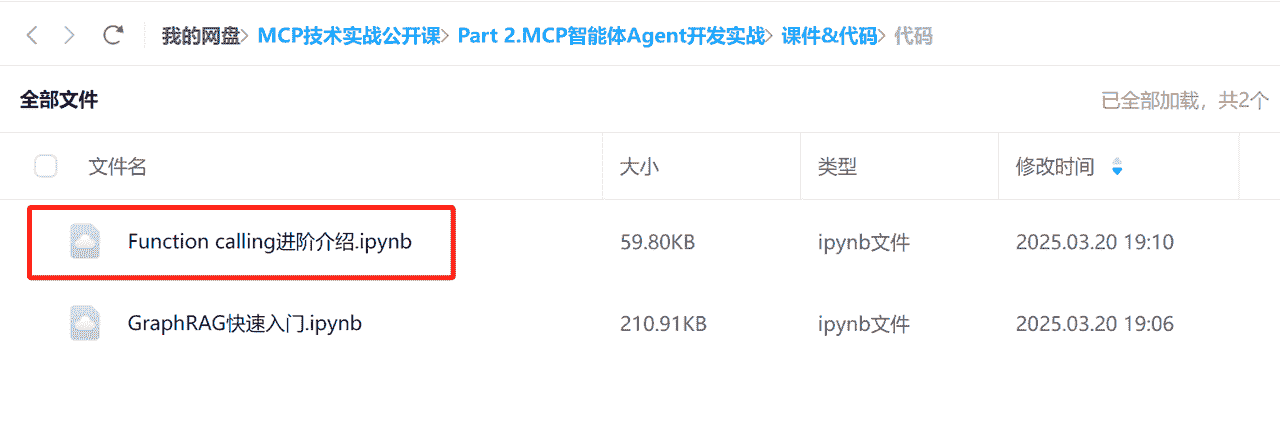 我的网盘> MCP技术实战公开课> Part 2.MCP智能体Agent开发实战> 课件&代码> 代码
全部文件 已全部加载，共2个
文件名 大小 类型 修改时间
Function calling进阶介绍.ipynb 59.80KB ipynb文件 2025.03.20 19:10
GraphRAG快速入门.ipynb 210.91KB ipynb文件 2025.03.20 19:06